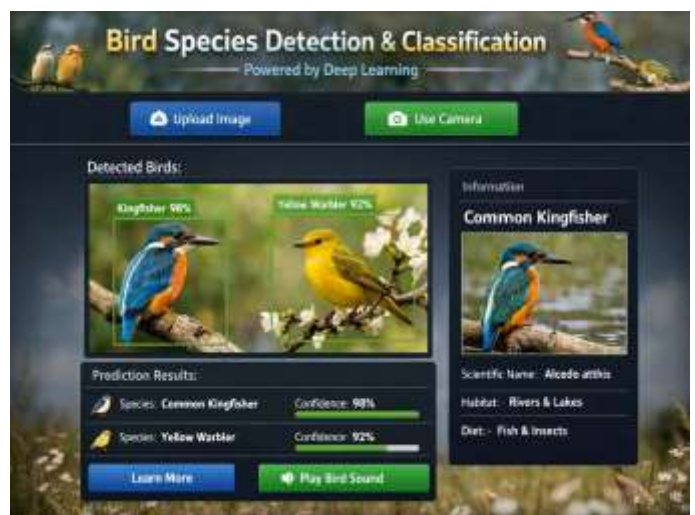 Bird Species Detection & Classification
Powered by Deep Learning
Upload Image
Use Camera
Detected Birds:
Kingfisher 98%
Yellow Warbler 92%
Prediction Results:
Species: Common Kingfisher
Confidence: 98%
Species: Yellow Warbler
Confidence: 92%
Learn More
Play Bird Sound
Information
Common Kingfisher
Scientific Name: Alcedo atthis
Habitat: Rivers & Lakes
Diet: - Fish & Insects